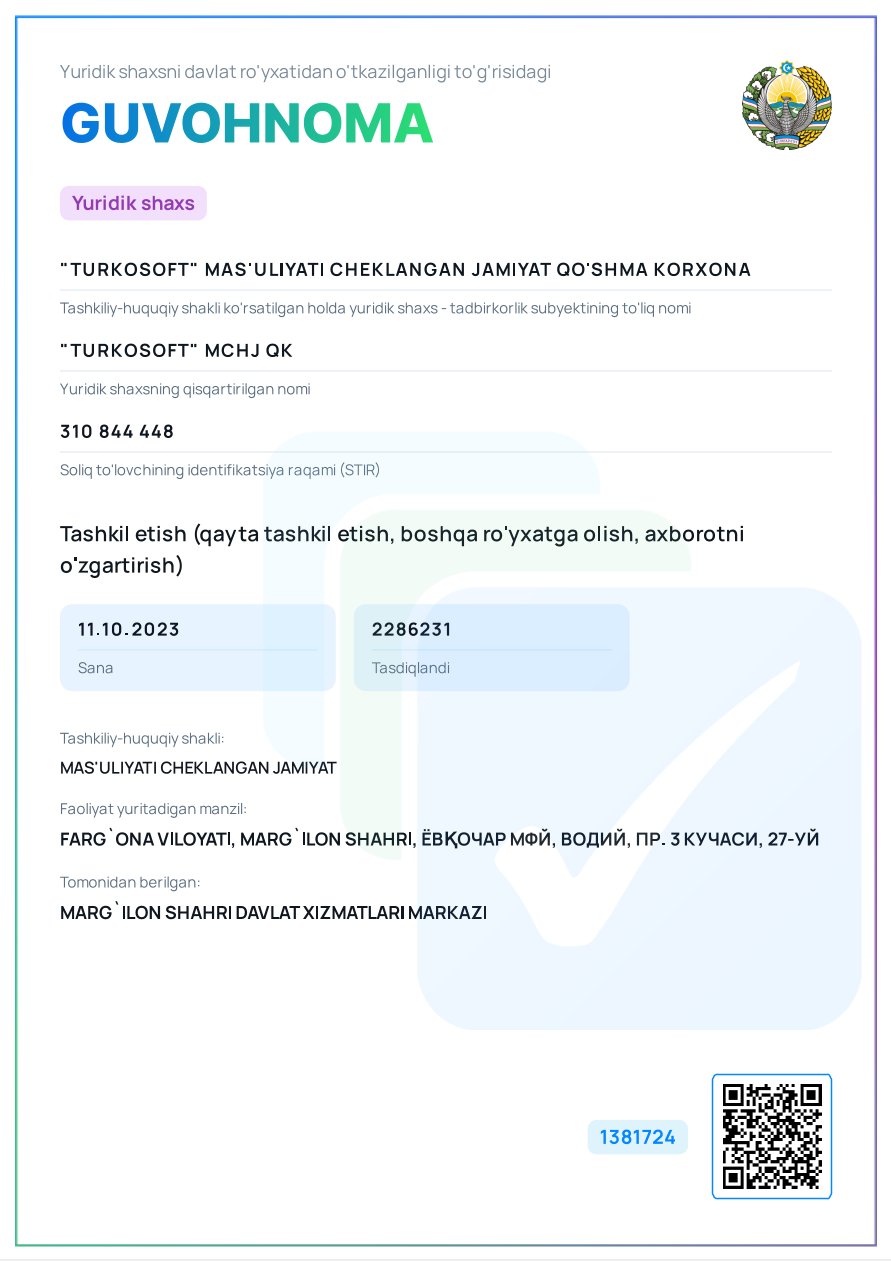 Yuridik shaxsni davlat ro'yxatidan o'tkazilganligi to'g'risidagi
GUVOHNOMA
Yuridik shaxs
"TURKOSOFT" MAS'ULIYATI CHEKLANGAN JAMIYAT QO'SHMA KORXONA
Tashkiliy-huquqiy shakli ko'rsatilgan holda yuridik shaxs - tadbirkorlik subyektining to'liq nomi
"TURKOSOFT" MCHJ QK
Yuridik shaxsning qisqartirilgan nomi
310 844 448
Soliq to'lovchining identifikatsiya raqami (STIR)
Tashkil etish (qayta tashkil etish, boshqa ro'yxatga olish, axborotni
o'zgartirish)
11.10.2023
Sana
2286231
Tasdiqlandi
Tashkiliy-huquqiy shakli:
MAS'ULIYATI CHEKLANGAN JAMIYAT
Faoliyat yuritadigan manzil:
FARG`ONA VILOYATI, MARG`ILON SHAHRI, ЁВҚОЧАР МФЙ, ВОДИЙ, ПР. 3 КУЧАСИ, 27-УЙ
Tomonidan berilgan:
MARG`ILON SHAHRI DAVLAT XIZMATLARI MARKAZI
1381724